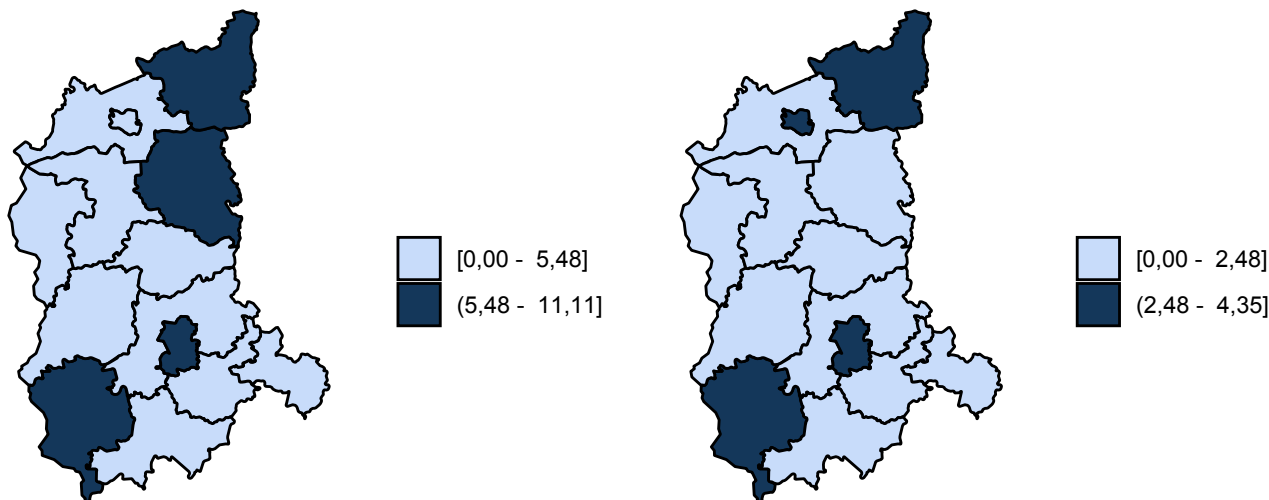 [0,00 - 5,48]
(5,48 - 11,11]
[0,00 - 2,48]
(2,48 - 4,35]